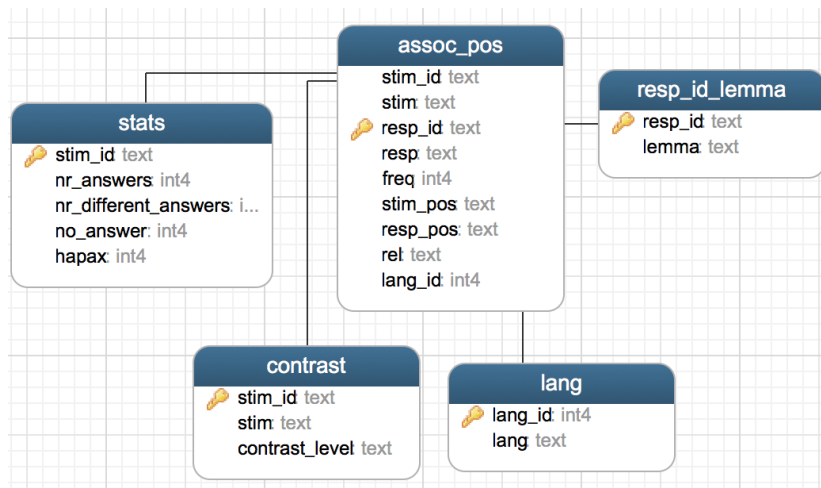 assoc_pos
stim_id: text
stim: text
resp_id: text
resp: text
freq: int4
stim_pos: text
resp_pos: text
rel: text
lang_id: int4
resp_id_lemma
resp_id: text
lemma: text
stats
stim_id: text
nr_answers: int4
nr_different_answers: i...
no_answer: int4
hapax: int4
contrast
stim_id: text
stim: text
contrast_level: text
lang
lang_id: int4
lang: text